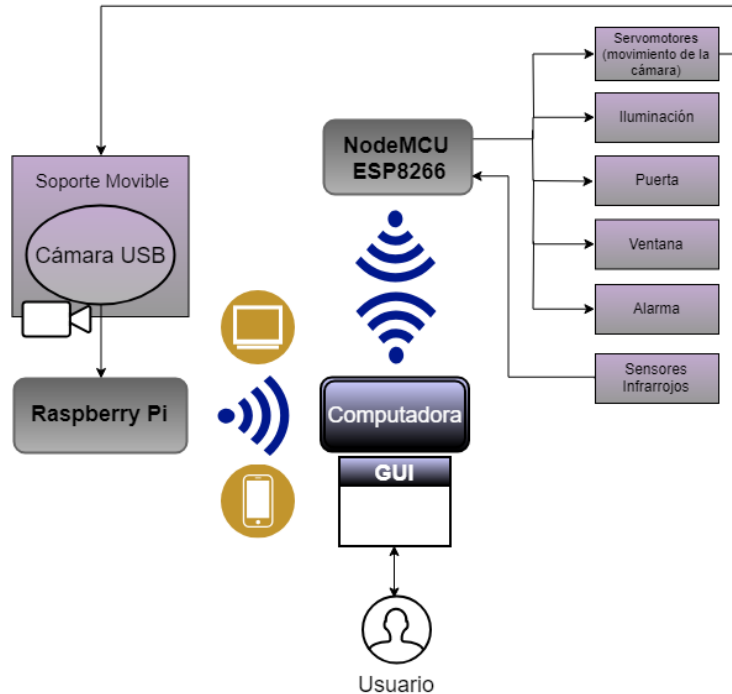 Servomotores
(movimiento de la
cámara)
Iluminación
NodeMCU
ESP8266
Puerta
Soporte Movible
Cámara USB
Ventana
Alarma
Sensores
Infrarrojos
Raspberry Pi
Computadora
GUI
Usuario